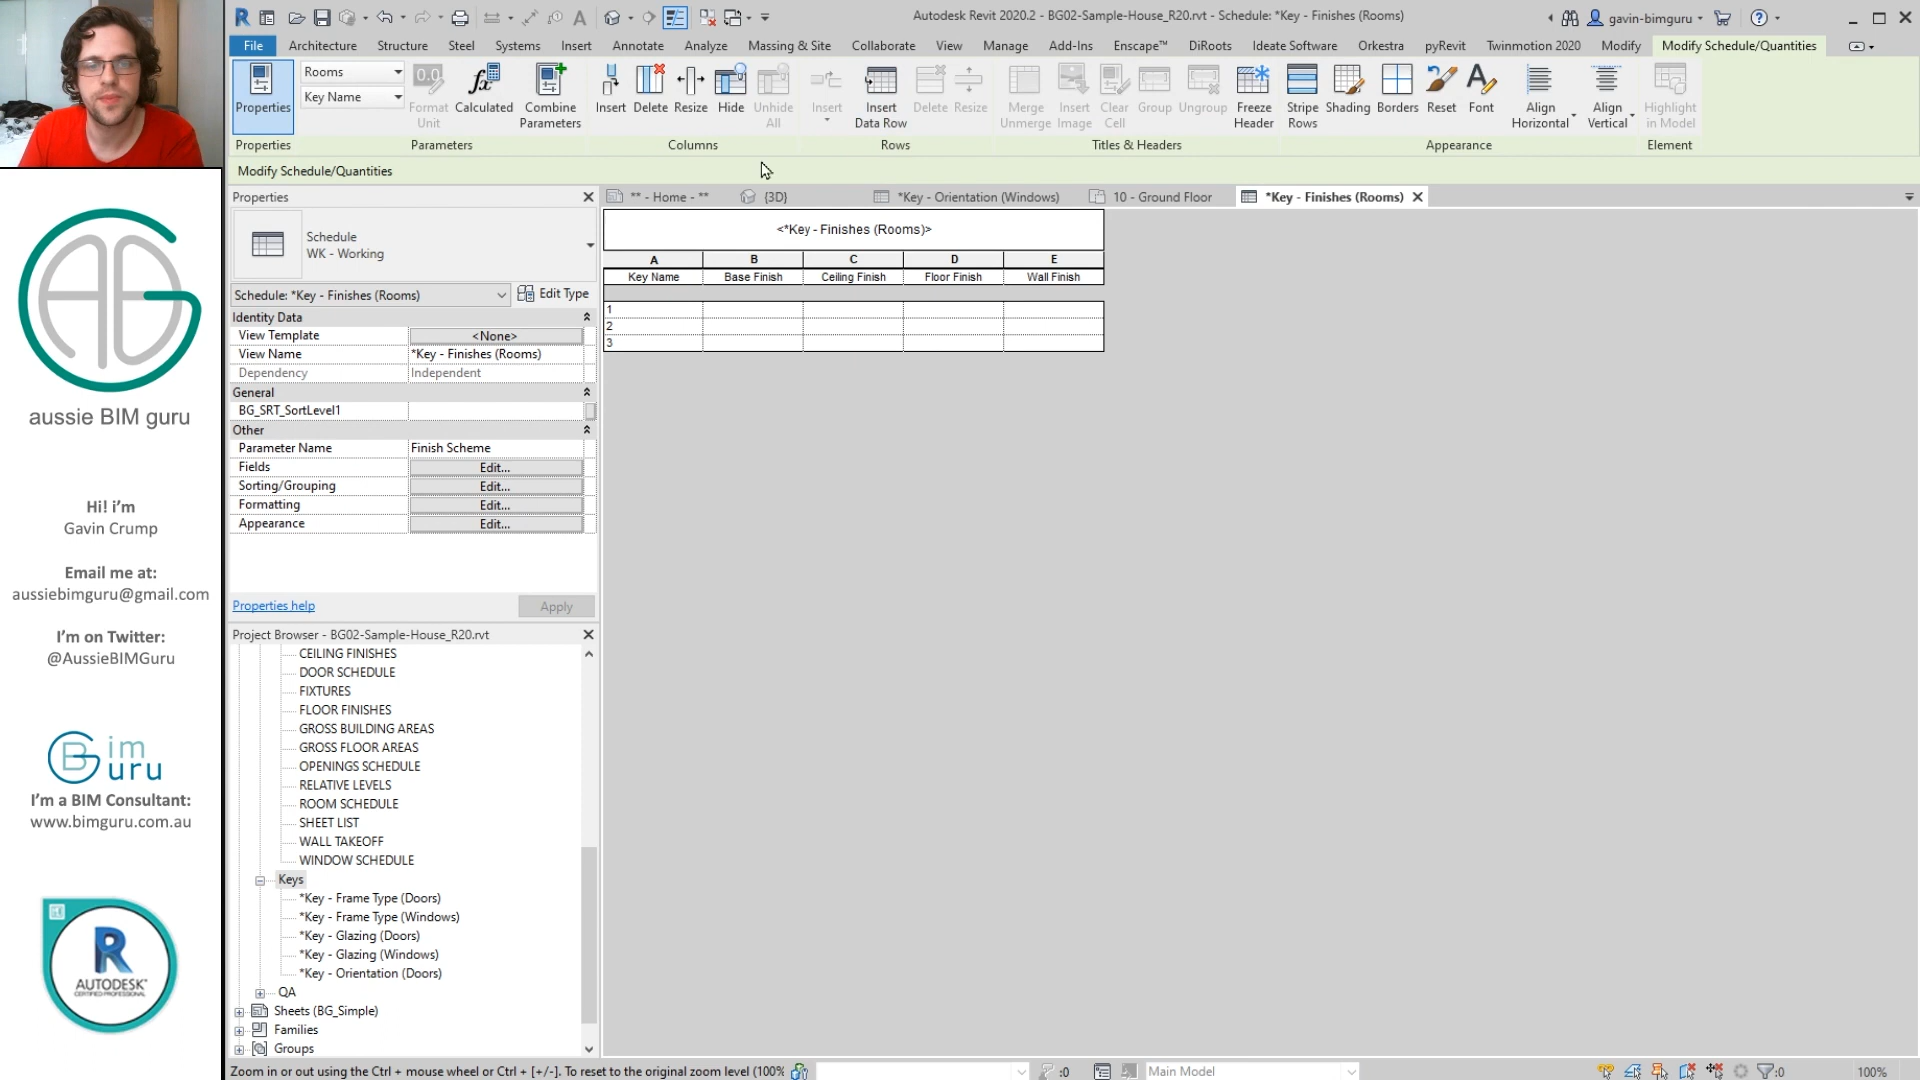 Autodesk Revit 2020.2 - BG02-Sample-House_R20.rvt - Schedule: *Key - Finishes (Rooms)
gavin-bimguru
File Architecture Structure Steel Systems Insert Annotate Analyze Massing & Site Collaborate View Manage Add-Ins Enscape™ DiRoots Ideate Software Orkestra pyRevit Twinmotion 2020 Modify Modify Schedule/Quantities
Properties
Rooms
Key Name
Format Unit
Calculated
Combine Parameters
Insert Delete Resize Hide Unhide All
Insert
Insert Data Row
Delete Resize
Merge Unmerge
Insert Image
Clear Cell
Group Ungroup
Freeze Header
Stripe Rows
Shading Borders Reset Font
Align Horizontal
Align Vertical
Highlight in Model
Properties Parameters Columns Rows Titles & Headers Appearance Element
Modify Schedule/Quantities
Properties
** - Home - ** {3D} *Key - Orientation (Windows) 10 - Ground Floor *Key - Finishes (Rooms)
Schedule
WK - Working
Schedule: *Key - Finishes (Rooms) Edit Type
Identity Data
View Template <None>
View Name *Key - Finishes (Rooms)
Dependency Independent
General
BG_SRT_SortLevel1
Other
Parameter Name Finish Scheme
Fields Edit...
Sorting/Grouping Edit...
Formatting Edit...
Appearance Edit...
Properties help Apply
<*Key - Finishes (Rooms)>
A B C D E
Key Name Base Finish Ceiling Finish Floor Finish Wall Finish
1
2
3
Project Browser - BG02-Sample-House_R20.rvt
CEILING FINISHES
DOOR SCHEDULE
FIXTURES
FLOOR FINISHES
GROSS BUILDING AREAS
GROSS FLOOR AREAS
OPENINGS SCHEDULE
RELATIVE LEVELS
ROOM SCHEDULE
SHEET LIST
WALL TAKEOFF
WINDOW SCHEDULE
Keys
*Key - Frame Type (Doors)
*Key - Frame Type (Windows)
*Key - Glazing (Doors)
*Key - Glazing (Windows)
*Key - Orientation (Doors)
QA
Sheets (BG_Simple)
Families
Groups
Zoom in or out using the Ctrl + mouse wheel or Ctrl + [+/-]. To reset to the original zoom level (100%
:0
Main Model
:0
100%
aussie BIM guru
Hi! i'm
Gavin Crump
Email me at:
aussiebimguru@gmail.com
I'm on Twitter:
@AussieBIMGuru
Bim
Guru
I'm a BIM Consultant:
www.bimguru.com.au
R
AUTODESK
CERTIFIED PROFESSIONAL